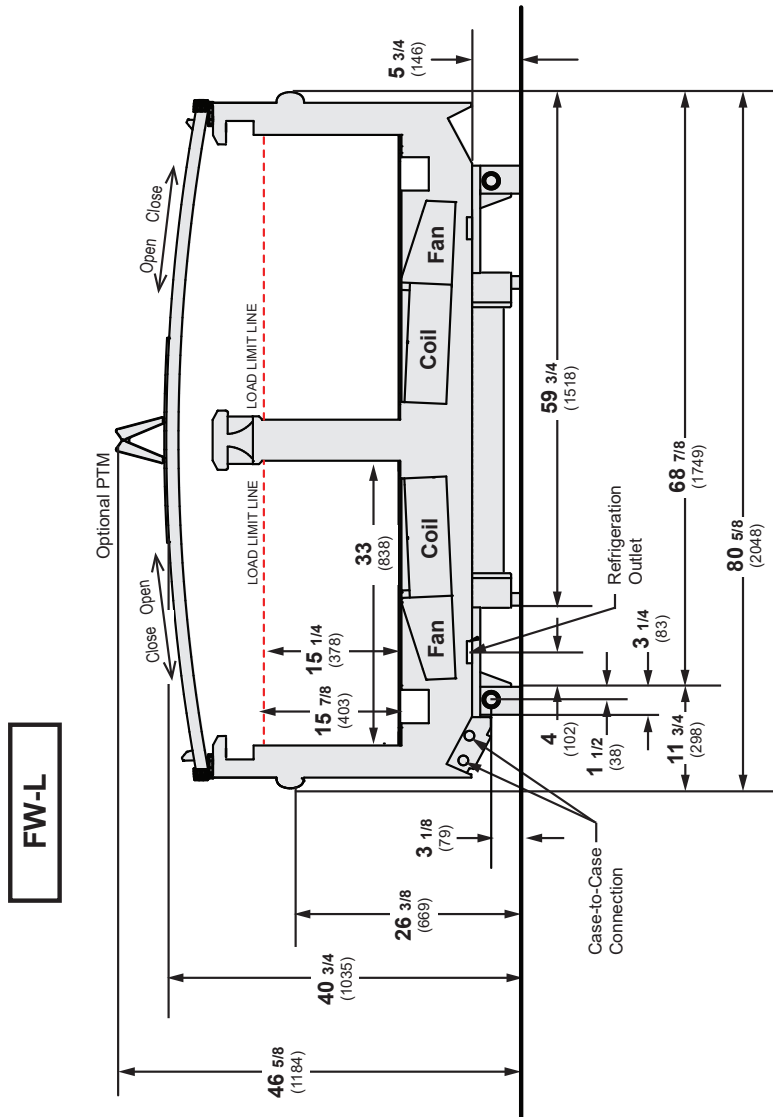 FW-L
Optional PTM
Close Open
Open Close
LOAD LIMIT LINE
LOAD LIMIT LINE
46 5/8
(1184)
40 3/4
(1035)
26 3/8
(669)
15 7/8
(403)
15 1/4
(378)
33
(838)
Fan
Coil
Coil
Fan
5 3/4
(146)
3 1/8
(79)
Case-to-Case
Connection
Refrigeration
Outlet
4
(102)
1 1/2
(38)
3 1/4
(83)
11 3/4
(298)
59 3/4
(1518)
68 7/8
(1749)
80 5/8
(2048)